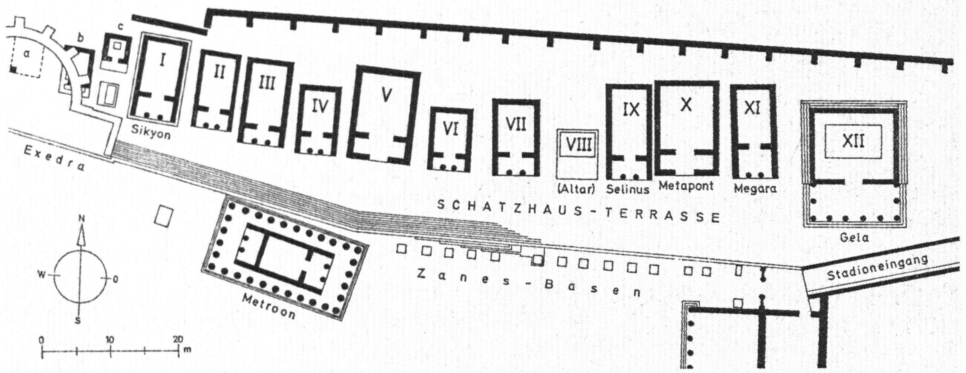 a
b
c
I
II
III
IV
V
VI
VII
VIII
IX
X
XI
XII
Sikyon
(Altar)
Selinus
Metapont
Megara
Gela
Exedra
SCHATZHAUS-TERRASSE
Stadioneingang
Zanes-Basen
Metroon
N
W
O
S
0 10 20
m